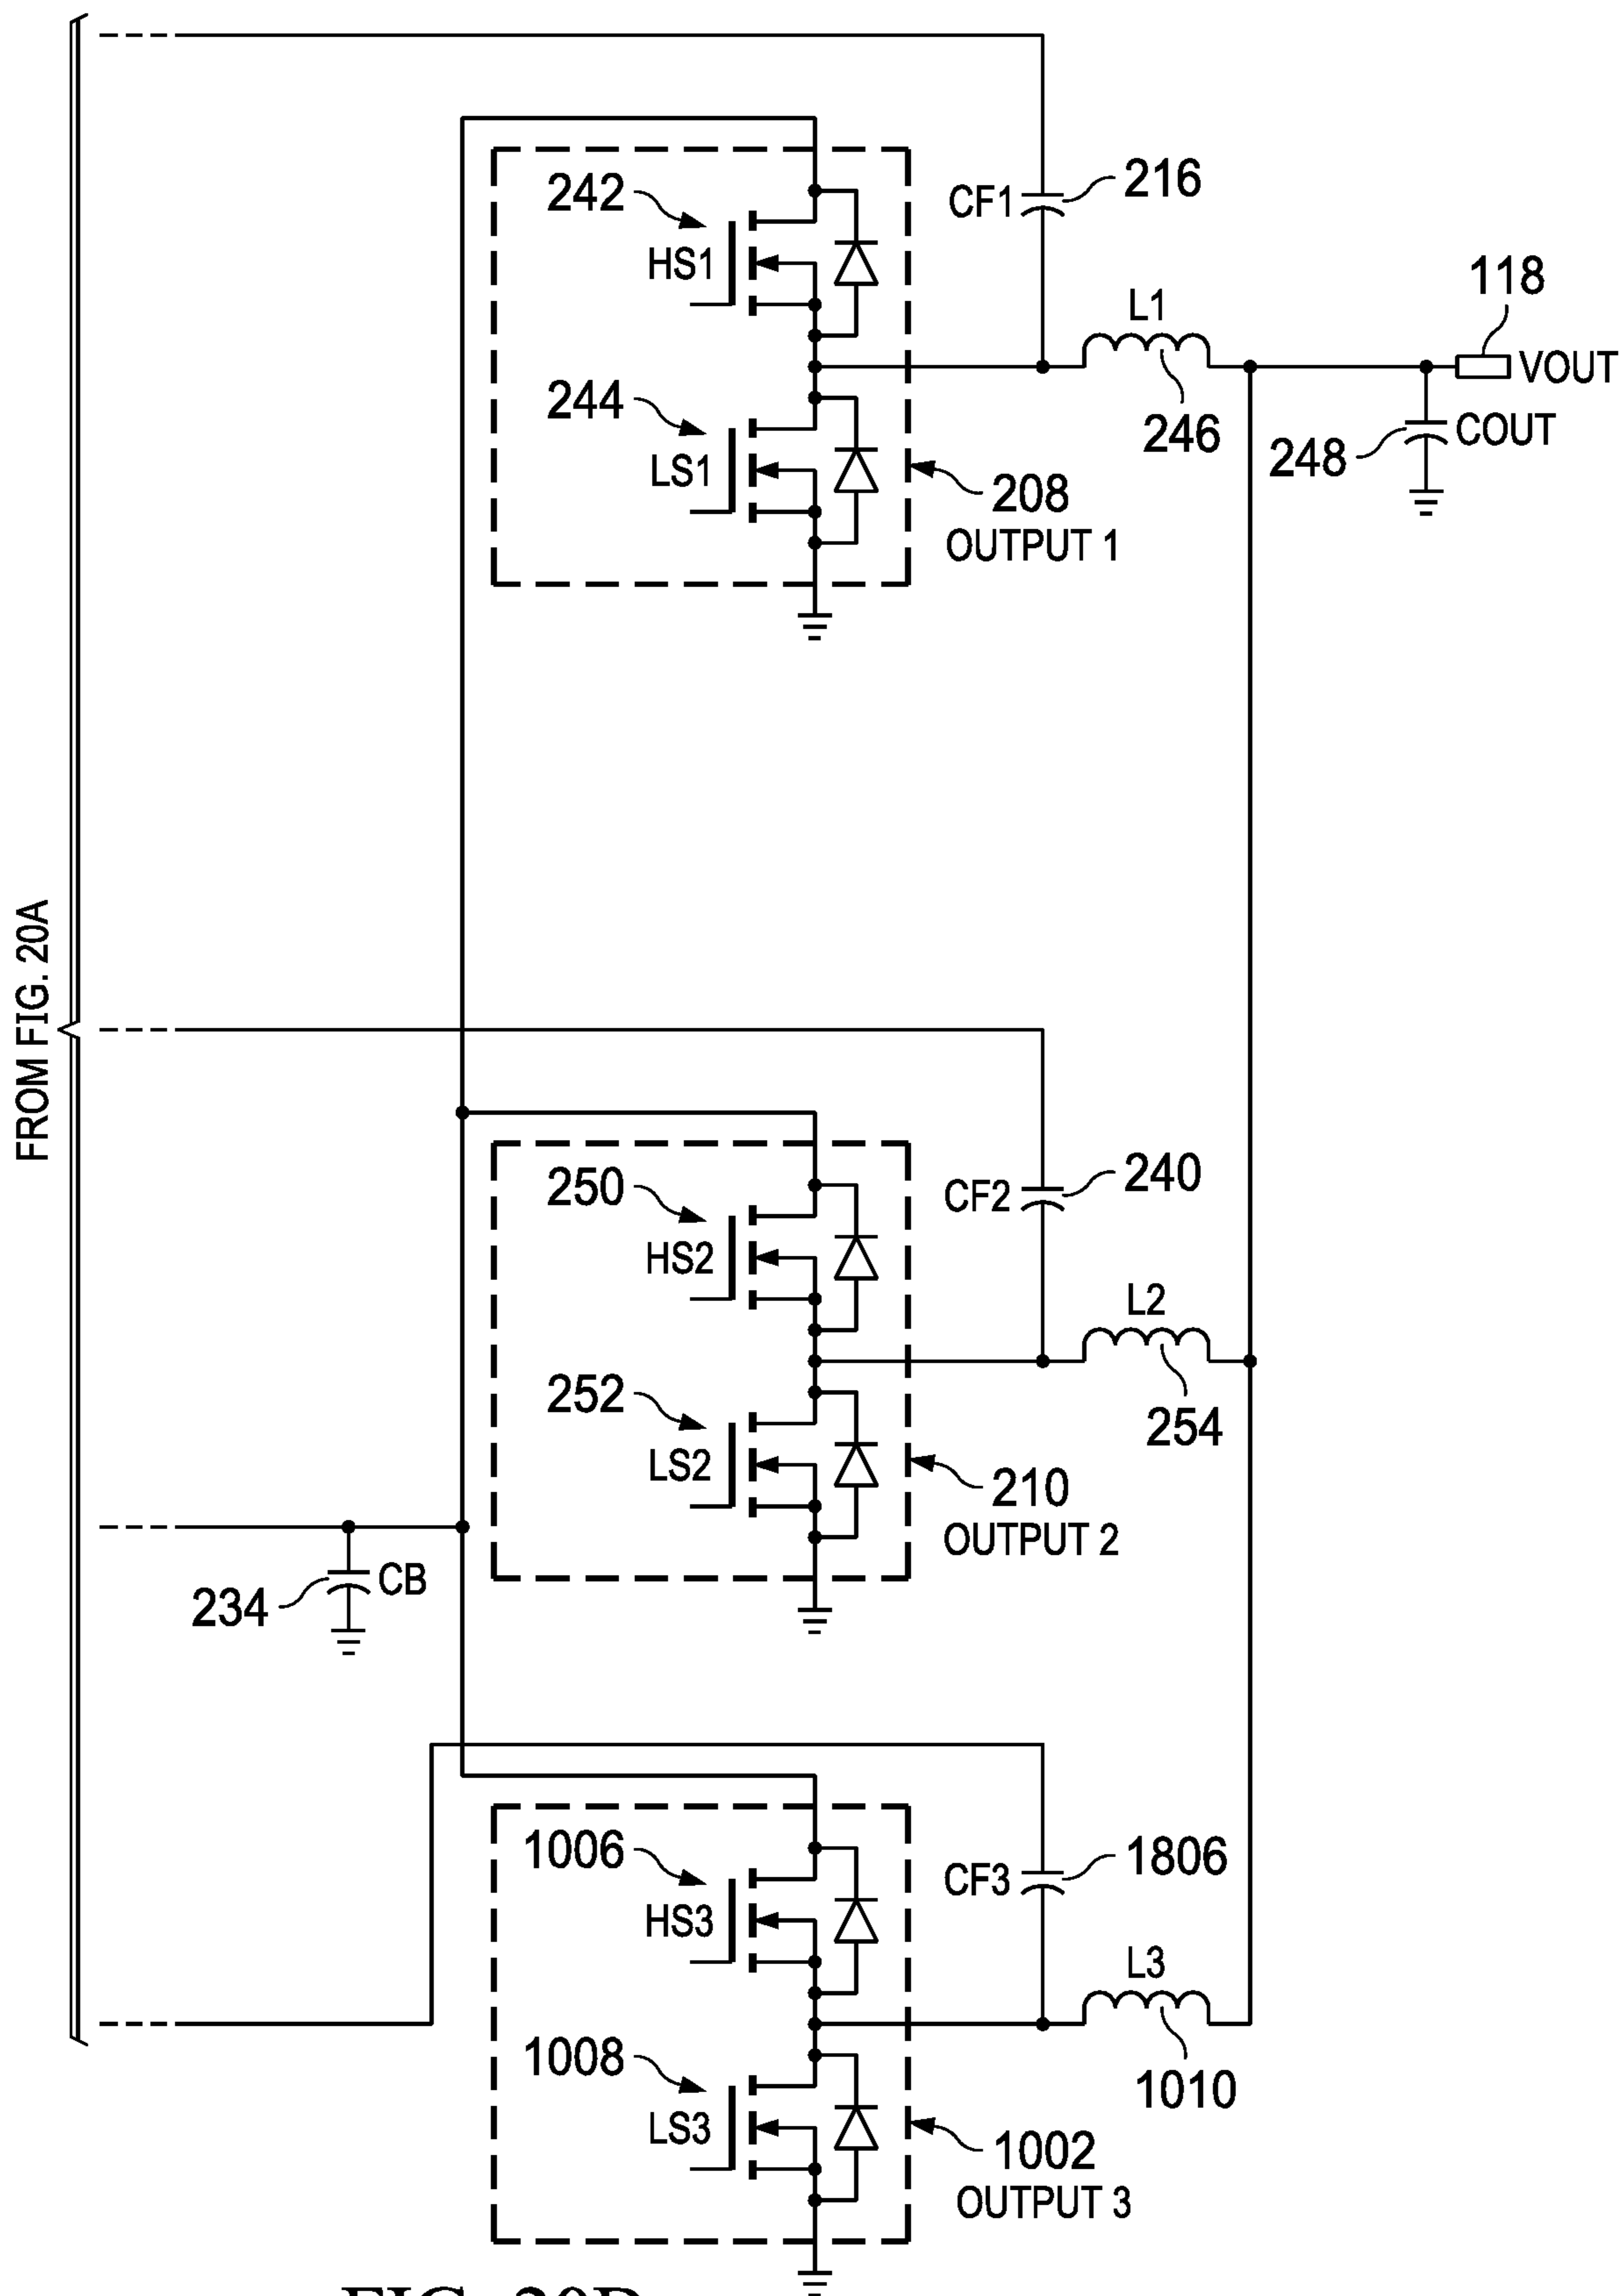 FROM FIG. 20A
242
HS1
CF1
216
L1
118
VOUT
244
LS1
246
248
COUT
208
OUTPUT 1
250
HS2
CF2
240
L2
252
LS2
254
210
OUTPUT 2
CB
234
1006
HS3
CF3
1806
L3
1008
LS3
1010
1002
OUTPUT 3